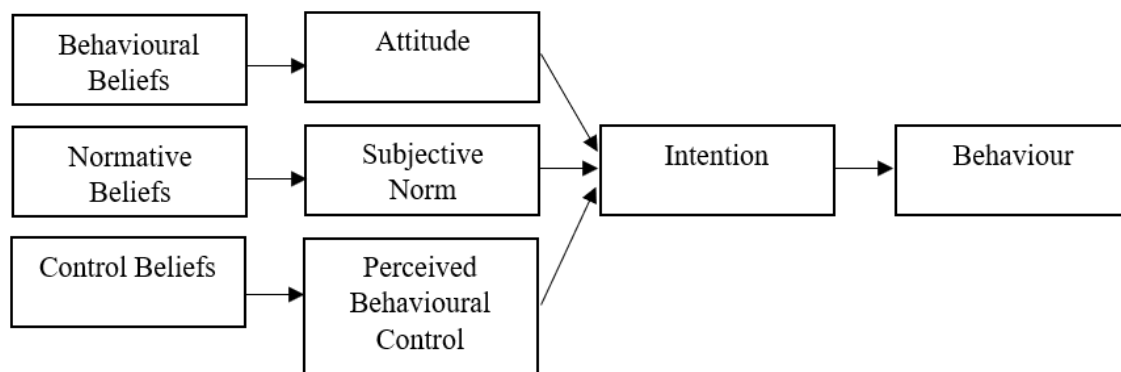 Behavioural
Beliefs
Attitude
Normative
Beliefs
Subjective
Norm
Intention
Behaviour
Control Beliefs
Perceived
Behavioural
Control